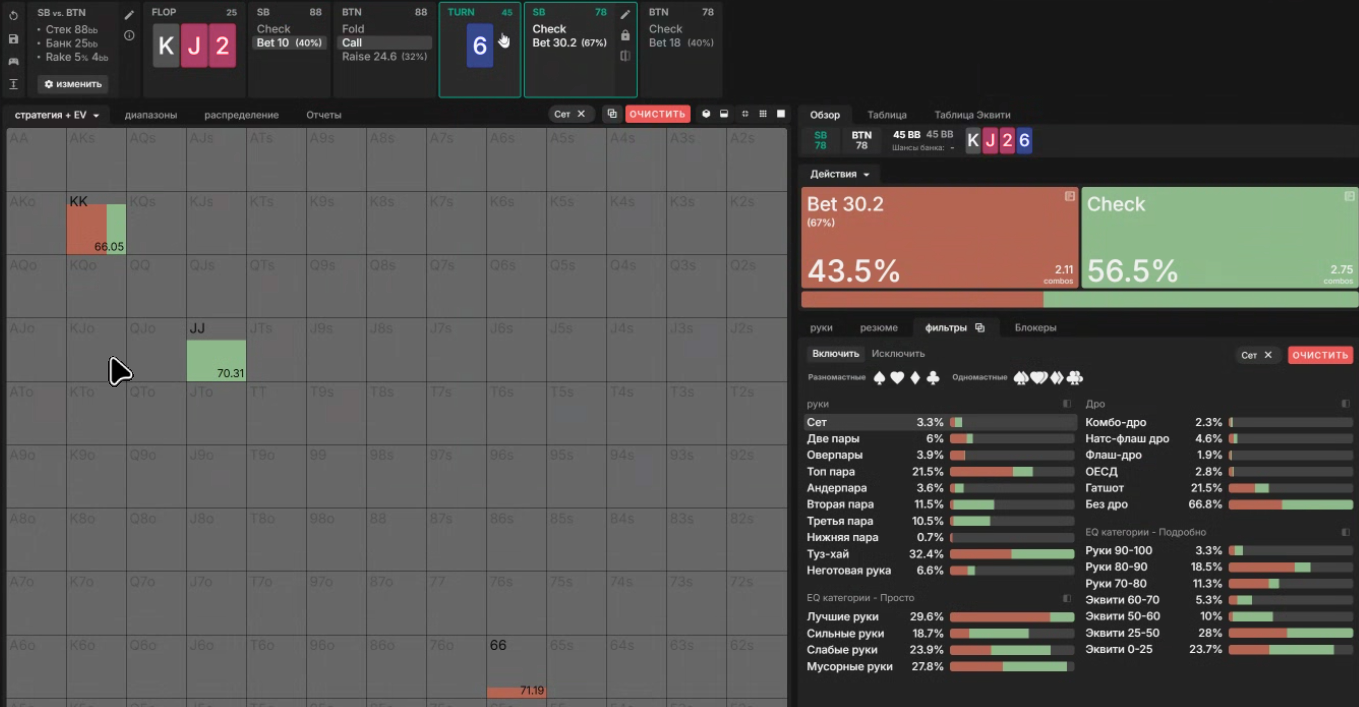 SB vs. BTN
• Стек 88bb
• Банк 25bb
• Rake 5% 4bb
изменить
FLOP 25
K J 2
SB 88
Check
Bet 10 (40%)
BTN 88
Fold
Call
Raise 24.6 (32%)
TURN 45
6
SB 78
Check
Bet 30.2 (67%)
BTN 78
Check
Bet 18 (40%)
стратегия + EV
диапазоны
распределение
Отчеты
Сет ✕
ОЧИСТИТЬ
AA AKs AQs AJs ATs A9s A8s A7s A6s A5s A4s A3s A2s
AKo KK KQs KJs KTs K9s K8s K7s K6s K5s K4s K3s K2s
66.05
AQo KQo QQ QJs QTs Q9s Q8s Q7s Q6s Q5s Q4s Q3s Q2s
AJo KJo QJo JJ JTs J9s J8s J7s J6s J5s J4s J3s J2s
70.31
ATo KTo QTo JTo TT T9s T8s T7s T6s T5s T4s T3s T2s
A9o K9o Q9o J9o T9o 99 98s 97s 96s 95s 94s 93s 92s
A8o K8o Q8o J8o T8o 98o 88 87s 86s 85s 84s 83s 82s
A7o K7o Q7o J7o T7o 97o 87o 77 76s 75s 74s 73s 72s
A6o K6o Q6o J6o T6o 96o 86o 76o 66 65s 64s 63s 62s
71.19
Обзор
Таблица
Таблица Эквити
SB
78
BTN
78
45 BB 45 BB
Шансы банка: -
K J 2 6
Действия
Bet 30.2
(67%)
43.5%
2.11
combos
Check
56.5%
2.75
combos
руки
резюме
фильтры
Блокеры
Включить
Исключить
Сет ✕
ОЧИСТИТЬ
Разномастные
Одномастные
руки
Сет 3.3%
Две пары 6%
Оверпары 3.9%
Топ пара 21.5%
Андерпара 3.6%
Вторая пара 11.5%
Третья пара 10.5%
Нижняя пара 0.7%
Туз-хай 32.4%
Неготовая рука 6.6%
EQ категории - Просто
Лучшие руки 29.6%
Сильные руки 18.7%
Слабые руки 23.9%
Мусорные руки 27.8%
Дро
Комбо-дро 2.3%
Натс-флаш дро 4.6%
Флаш-дро 1.9%
ОЕСД 2.8%
Гатшот 21.5%
Без дро 66.8%
EQ категории - Подробно
Руки 90-100 3.3%
Руки 80-90 18.5%
Руки 70-80 11.3%
Эквити 60-70 5.3%
Эквити 50-60 10%
Эквити 25-50 28%
Эквити 0-25 23.7%